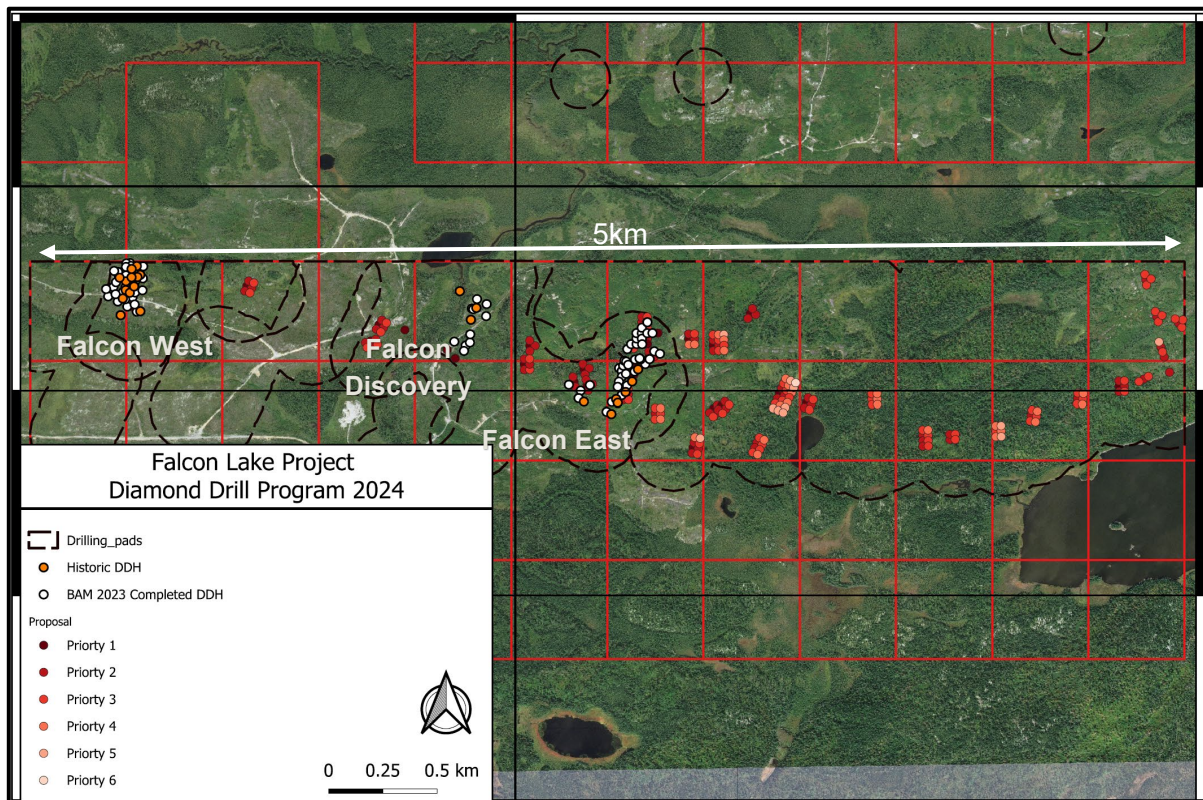 5km
Falcon West
Falcon
Discovery
Falcon East
Falcon Lake Project
Diamond Drill Program 2024
Drilling_pads
Historic DDH
BAM 2023 Completed DDH
Proposal
Priorty 1
Priorty 2
Priorty 3
Priorty 4
Priorty 5
Priorty 6
0 0.25 0.5 km